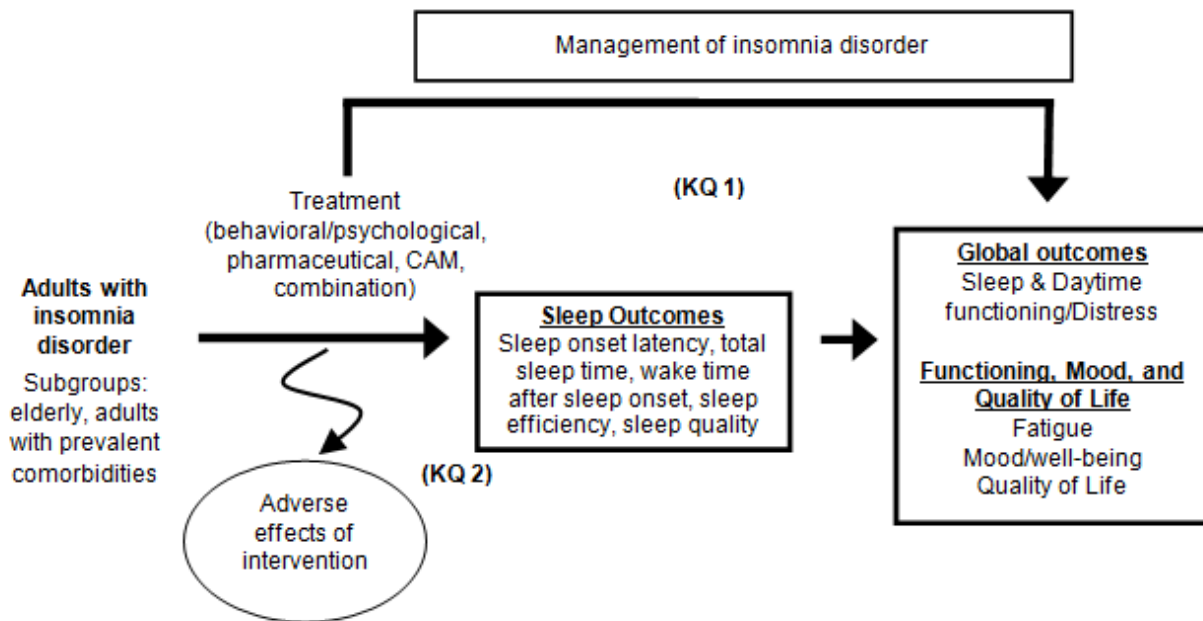 Management of insomnia disorder
(KQ 1)
Treatment
(behavioral/psychological,
pharmaceutical, CAM,
combination)
Adults with
insomnia
disorder
Subgroups:
elderly, adults
with prevalent
comorbidities
Sleep Outcomes
Sleep onset latency, total
sleep time, wake time
after sleep onset, sleep
efficiency, sleep quality
Global outcomes
Sleep & Daytime
functioning/Distress
Functioning, Mood, and
Quality of Life
Fatigue
Mood/well-being
Quality of Life
(KQ 2)
Adverse
effects of
intervention